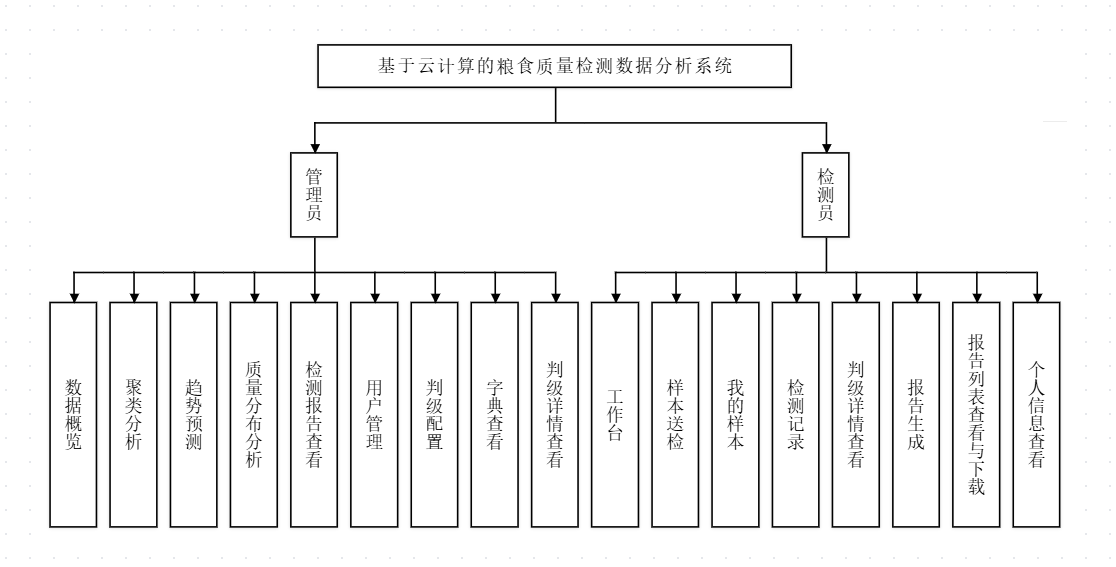 基于云计算的粮食质量检测数据分析系统
管理员
检测员
数据概览
聚类分析
趋势预测
质量分布分析
检测报告查看
用户管理
判级配置
字典查看
判级详情查看
工作台
样本送检
我的样本
检测记录
判级详情查看
报告生成
报告列表查看与下载
个人信息查看